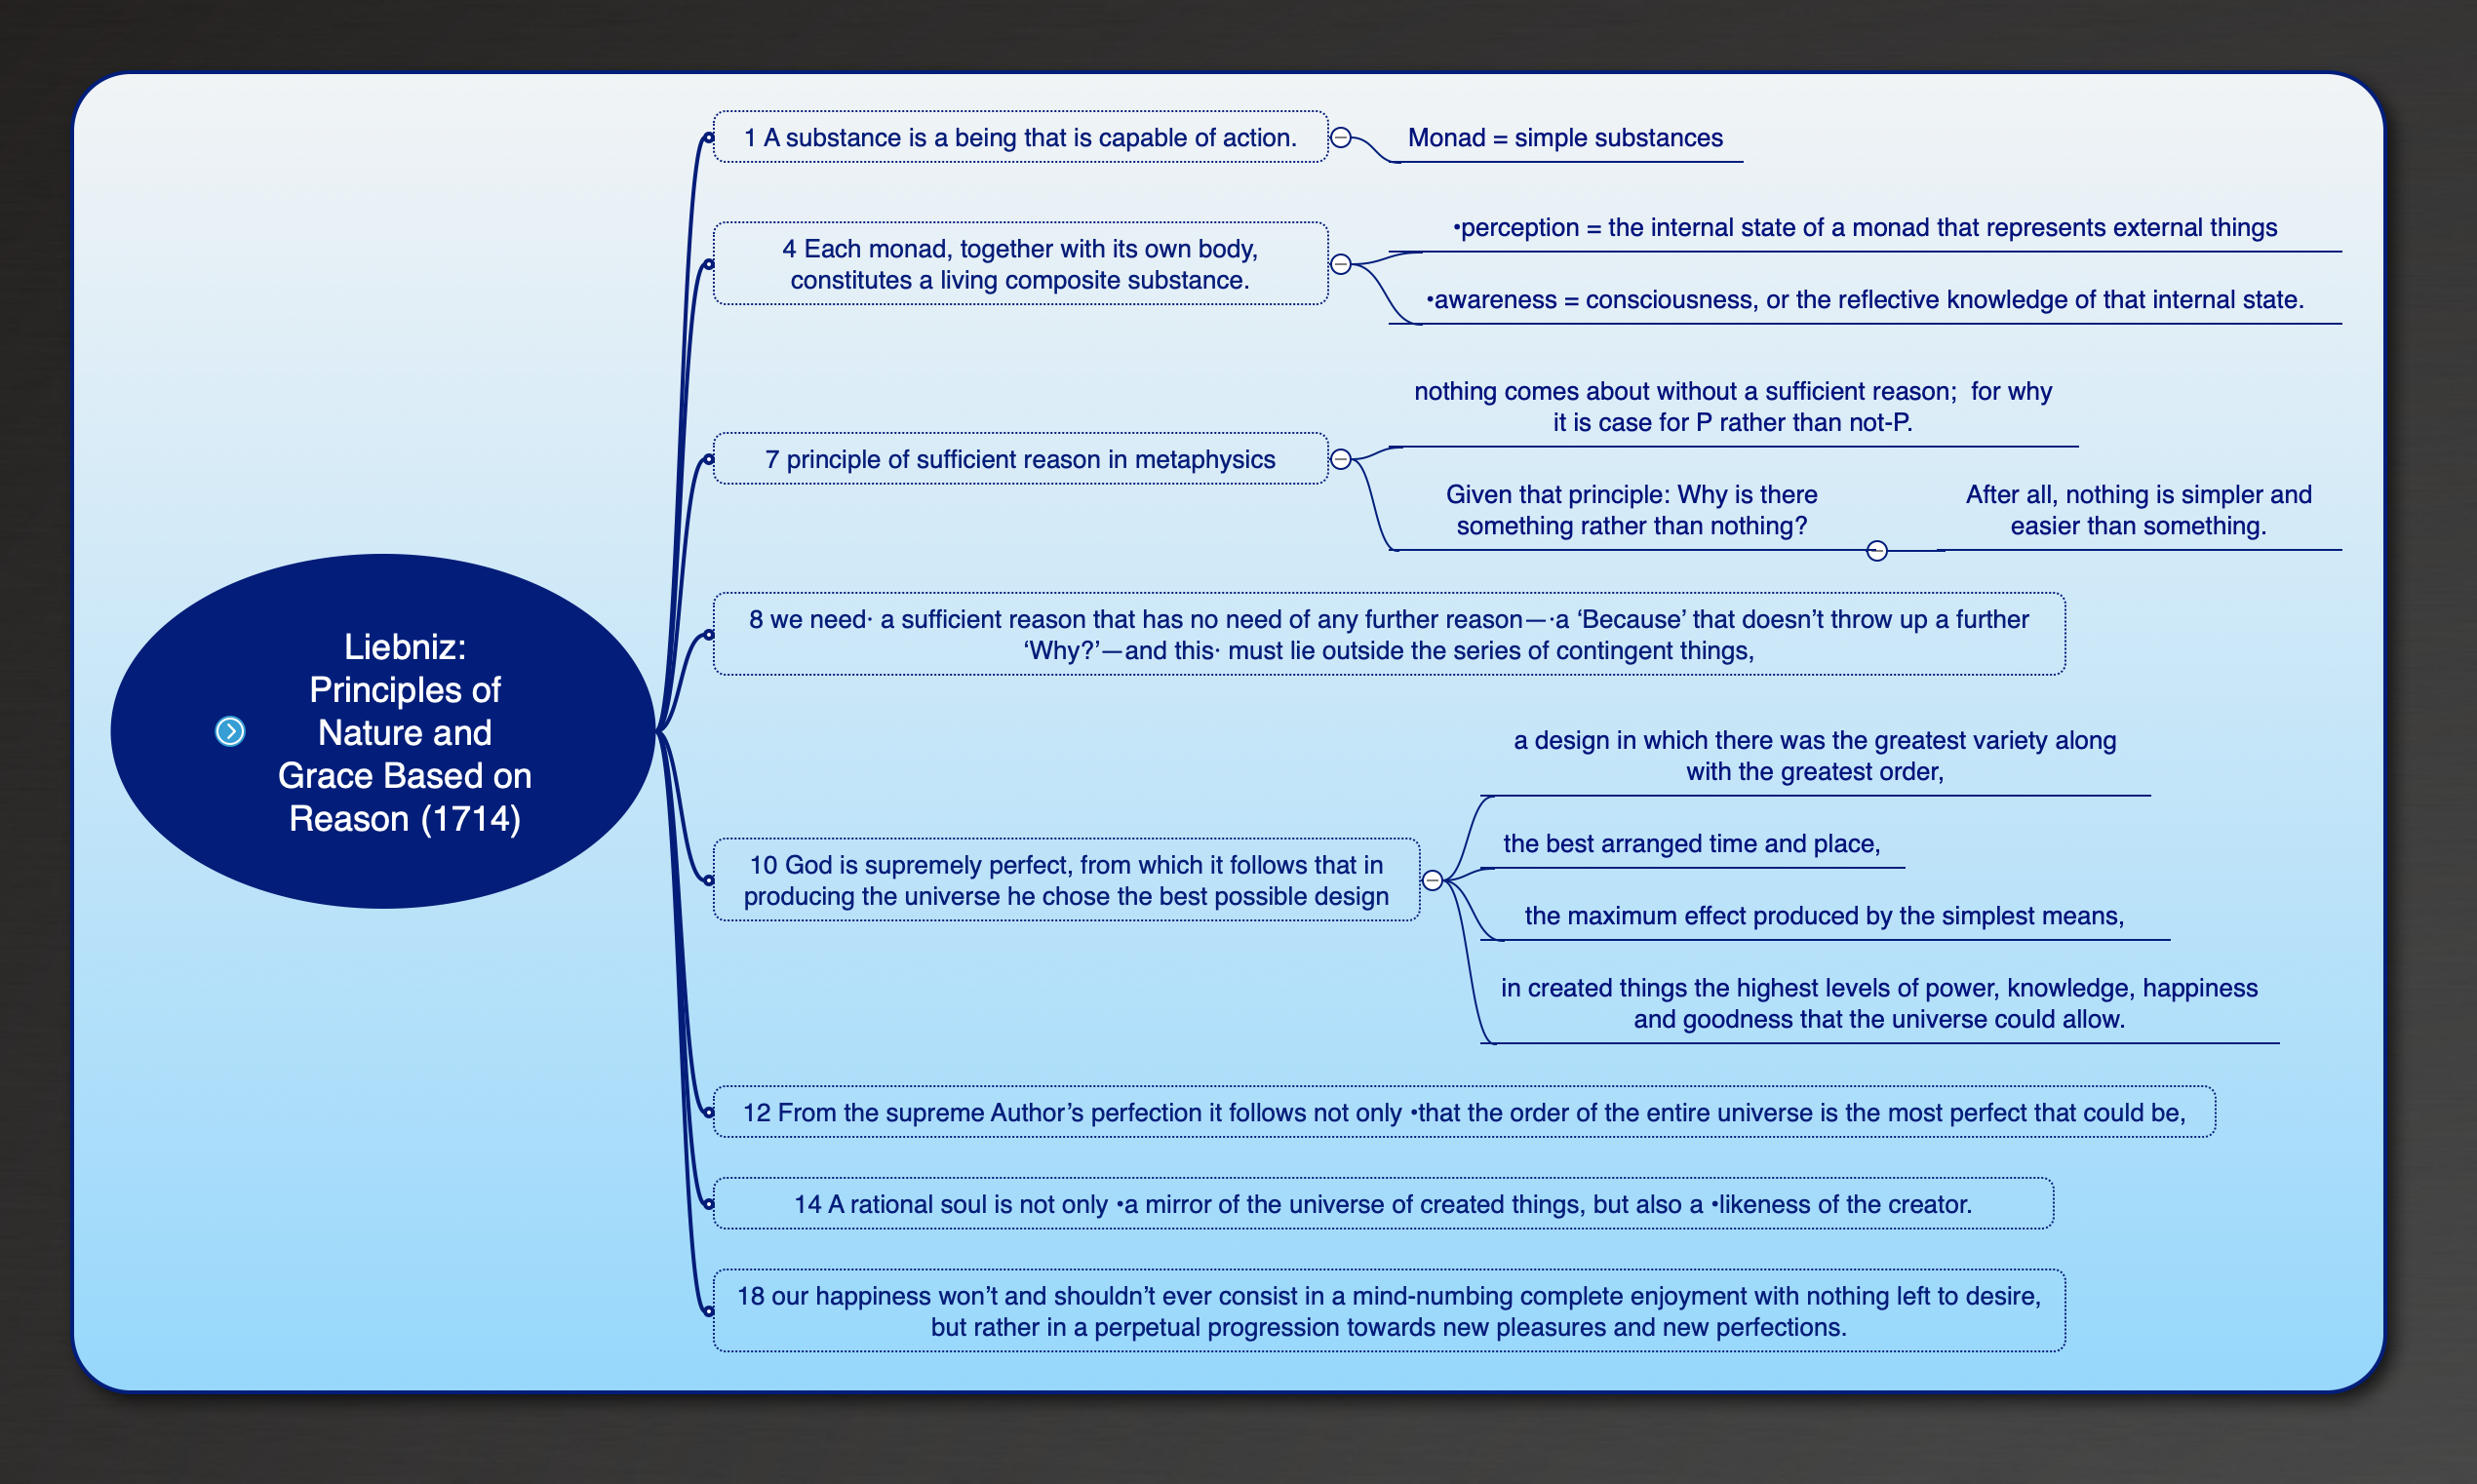 Liebniz:
Principles of
Nature and
Grace Based on
Reason (1714)
1 A substance is a being that is capable of action.
Monad = simple substances
4 Each monad, together with its own body,
constitutes a living composite substance.
•perception = the internal state of a monad that represents external things
•awareness = consciousness, or the reflective knowledge of that internal state.
7 principle of sufficient reason in metaphysics
nothing comes about without a sufficient reason;  for why
it is case for P rather than not-P.
Given that principle: Why is there
something rather than nothing?
After all, nothing is simpler and
easier than something.
8 we need· a sufficient reason that has no need of any further reason—·a ‘Because’ that doesn’t throw up a further
‘Why?’—and this· must lie outside the series of contingent things,
10 God is supremely perfect, from which it follows that in
producing the universe he chose the best possible design
a design in which there was the greatest variety along
with the greatest order,
the best arranged time and place,
the maximum effect produced by the simplest means,
in created things the highest levels of power, knowledge, happiness
and goodness that the universe could allow.
12 From the supreme Author’s perfection it follows not only •that the order of the entire universe is the most perfect that could be,
14 A rational soul is not only •a mirror of the universe of created things, but also a •likeness of the creator.
18 our happiness won’t and shouldn’t ever consist in a mind-numbing complete enjoyment with nothing left to desire,
but rather in a perpetual progression towards new pleasures and new perfections.